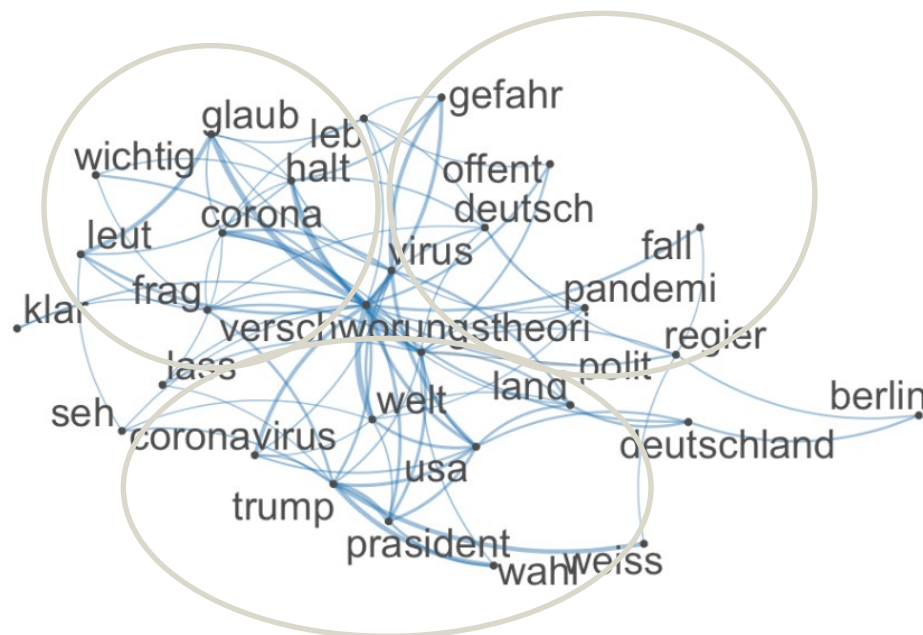 gefahr
glaub
leb
wichtig
halt
offent
corona
deutsch
leut
virus
fall
frag
pandemi
klar
verschworungstheori
regier
lass
polit
lang
welt
berlin
seh
coronavirus
deutschland
usa
trump
prasident
wahl
weiss